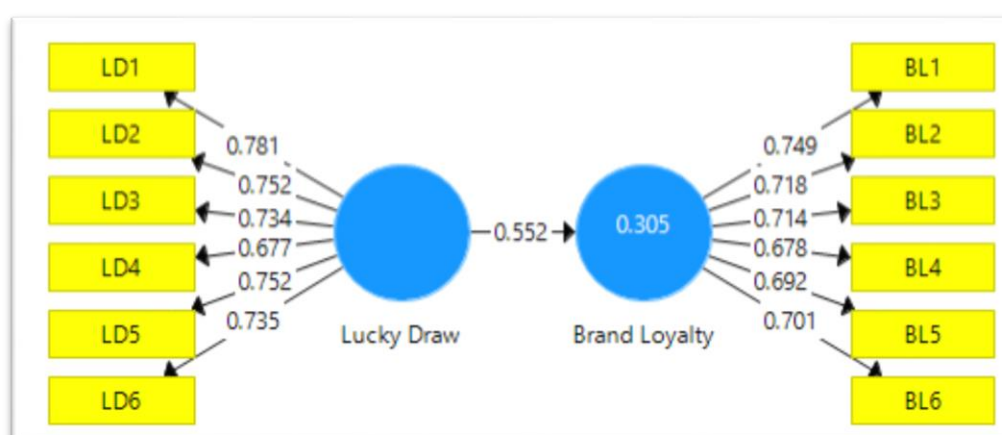 LD1
LD2
LD3
LD4
LD5
LD6
0.781
0.752
0.734
0.677
0.752
0.735
Lucky Draw
0.552
0.305
Brand Loyalty
0.749
0.718
0.714
0.678
0.692
0.701
BL1
BL2
BL3
BL4
BL5
BL6